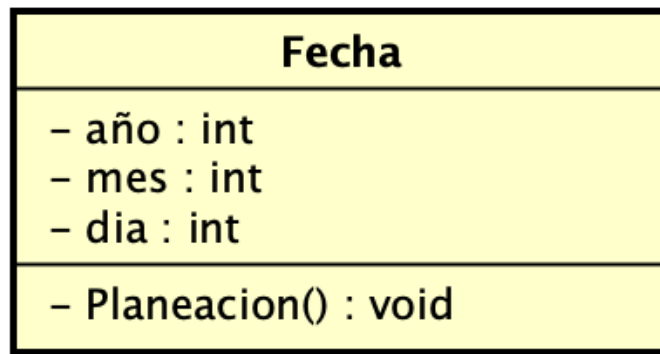 Fecha
– año : int
– mes : int
– dia : int
– Planeacion() : void